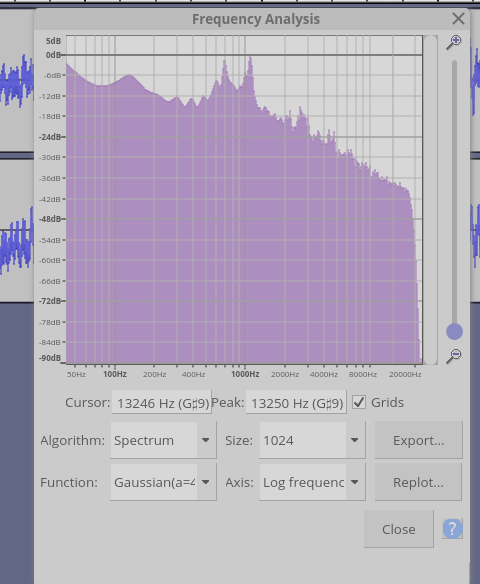 Frequency Analysis
5dB
0dB
-6dB
-12dB
-18dB
-24dB
-30dB
-36dB
-42dB
-48dB
-54dB
-60dB
-66dB
-72dB
-78dB
-84dB
-90dB
50Hz 100Hz 200Hz 400Hz 1000Hz 2000Hz 4000Hz 8000Hz 20000Hz
Cursor: 13246 Hz (G♯9) Peak: 13250 Hz (G♯9) Grids
Algorithm: Spectrum Size: 1024 Export...
Function: Gaussian(a=4 Axis: Log frequenc Replot...
Close ?